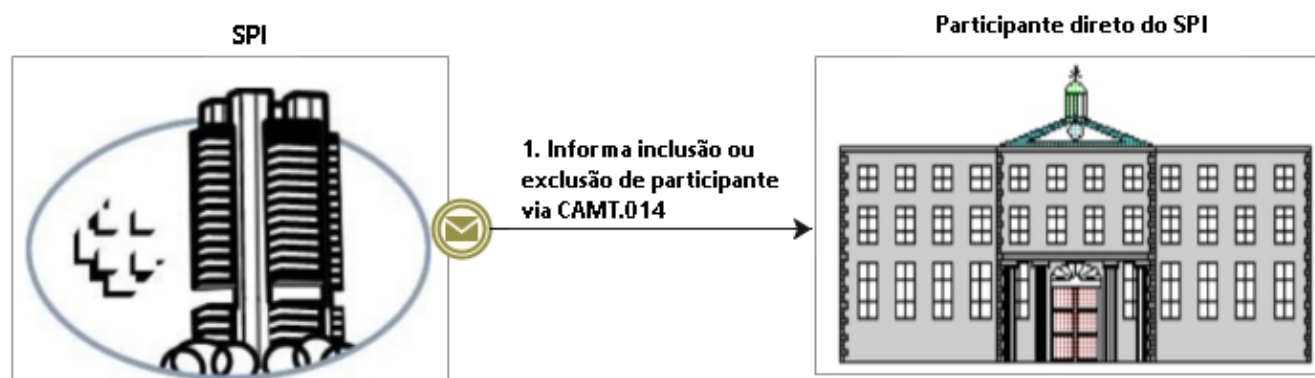 SPI
Participante direto do SPI
1. Informa inclusão ou
exclusão de participante
via CAMT.014